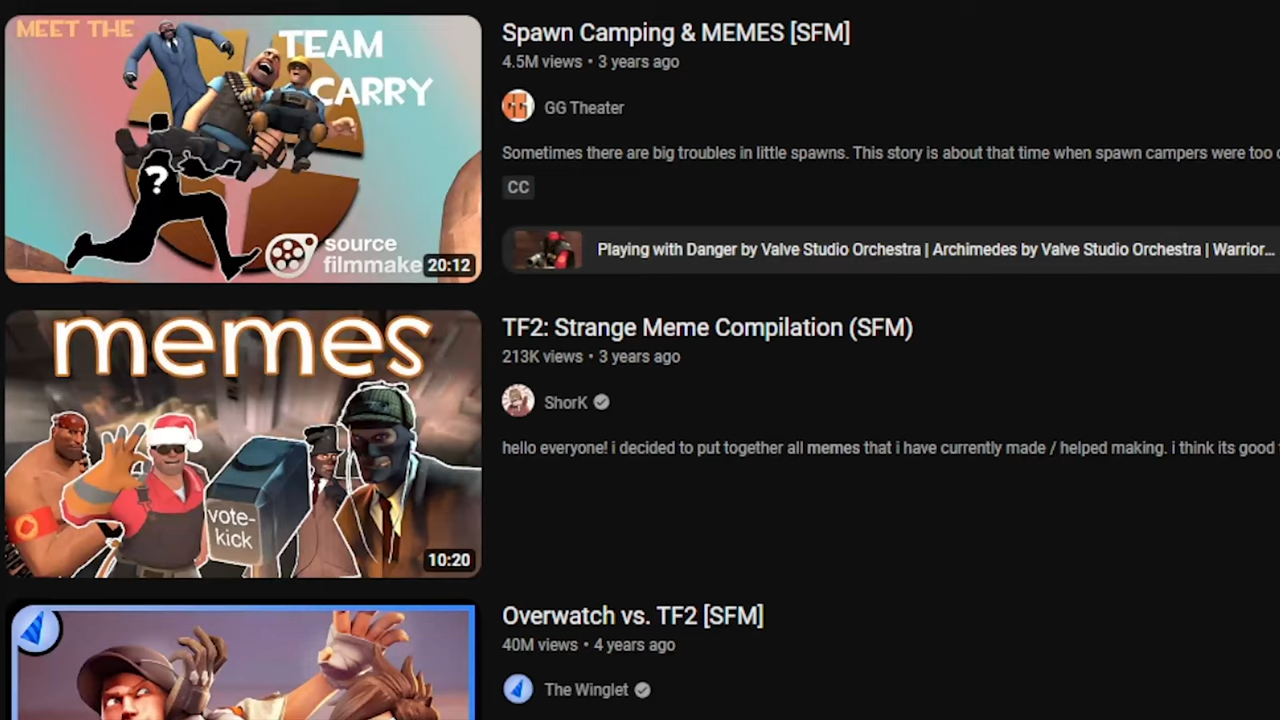 MEET THE
TEAM
CARRY
?
source
filmmake
20:12
Spawn Camping & MEMES [SFM]
4.5M views • 3 years ago
GG
GG Theater
Sometimes there are big troubles in little spawns. This story is about that time when spawn campers were too
CC
Playing with Danger by Valve Studio Orchestra | Archimedes by Valve Studio Orchestra | Warrior...
memes
vote-
kick
10:20
TF2: Strange Meme Compilation (SFM)
213K views • 3 years ago
ShorK
hello everyone! i decided to put together all memes that i have currently made / helped making. i think its good
Overwatch vs. TF2 [SFM]
40M views • 4 years ago
The Winglet